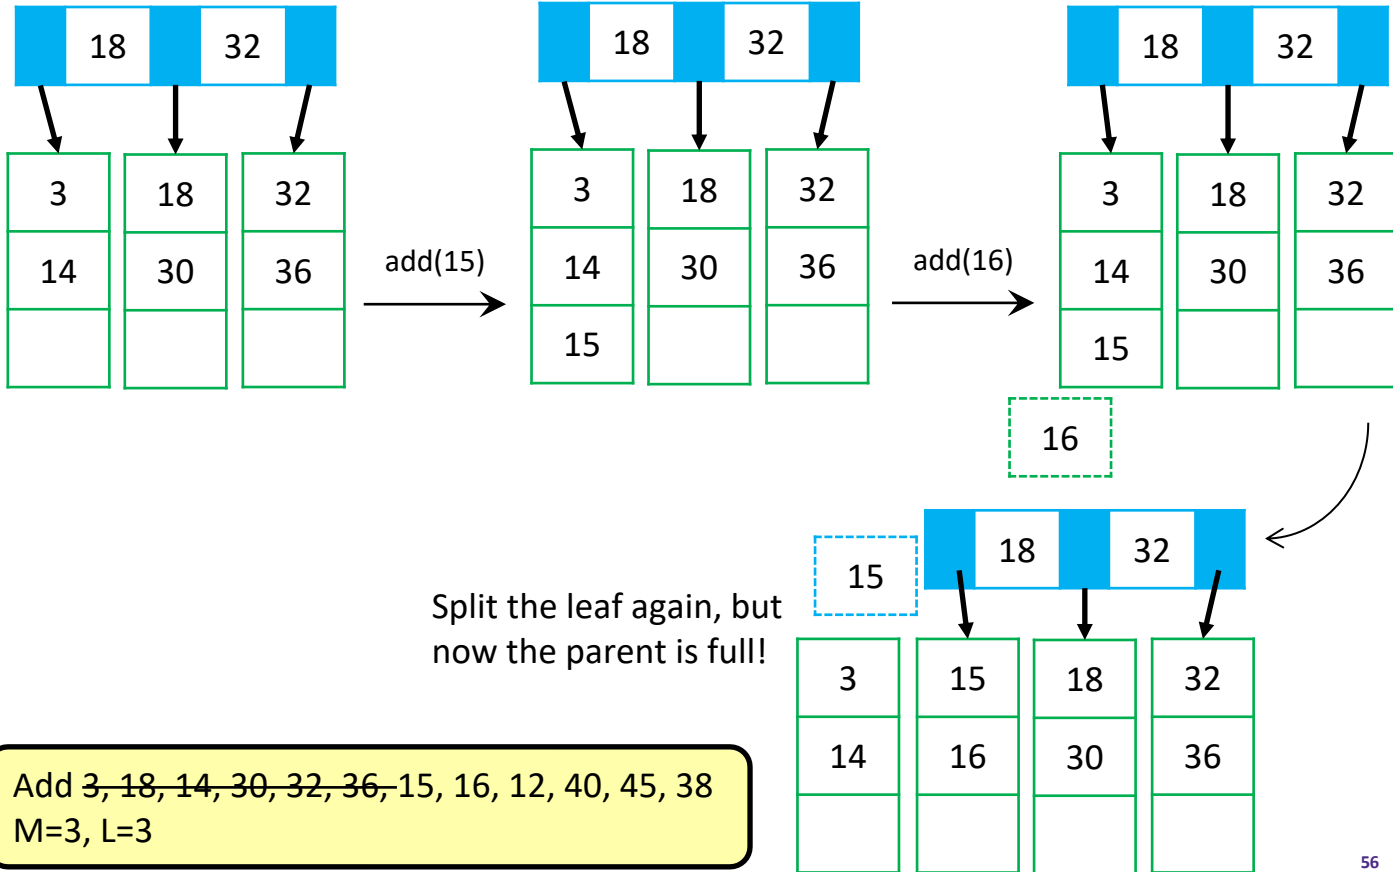 18 32
18 32
18 32
3 18 32
14 30 36
add(15)
3 18 32
14 30 36
15
add(16)
3 18 32
14 30 36
15
16
15
18 32
Split the leaf again, but
now the parent is full!
3 15 18 32
14 16 30 36
Add 3, 18, 14, 30, 32, 36, 15, 16, 12, 40, 45, 38
M=3, L=3
56